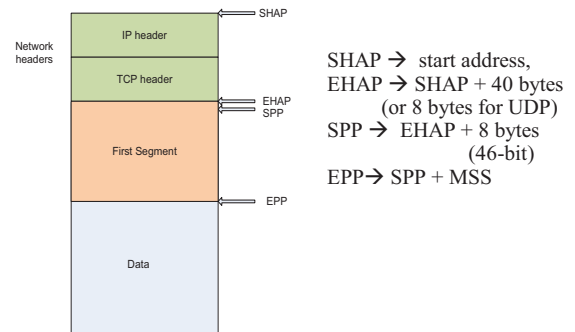 SHAP
IP header
Network
headers
TCP header
EHAP
SPP
First Segment
EPP
Data
SHAP → start address,
EHAP → SHAP + 40 bytes
(or 8 bytes for UDP)
SPP → EHAP + 8 bytes
(46-bit)
EPP→ SPP + MSS